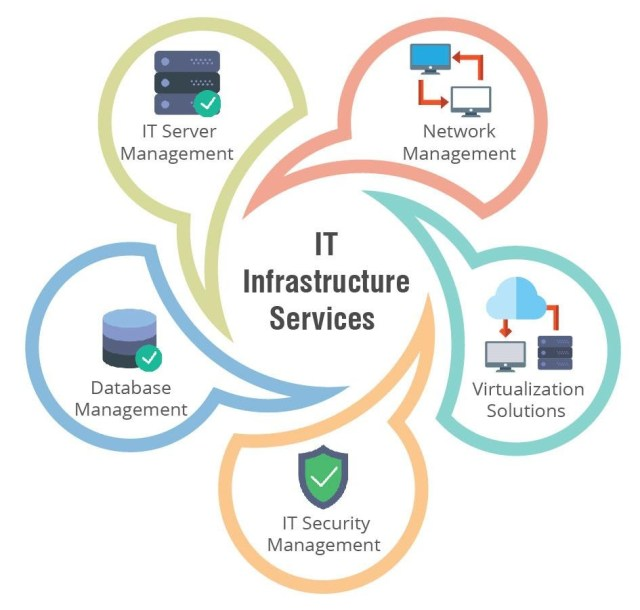 IT Server
Management
Network
Management
IT
Infrastructure
Services
Database
Management
Virtualization
Solutions
IT Security
Management